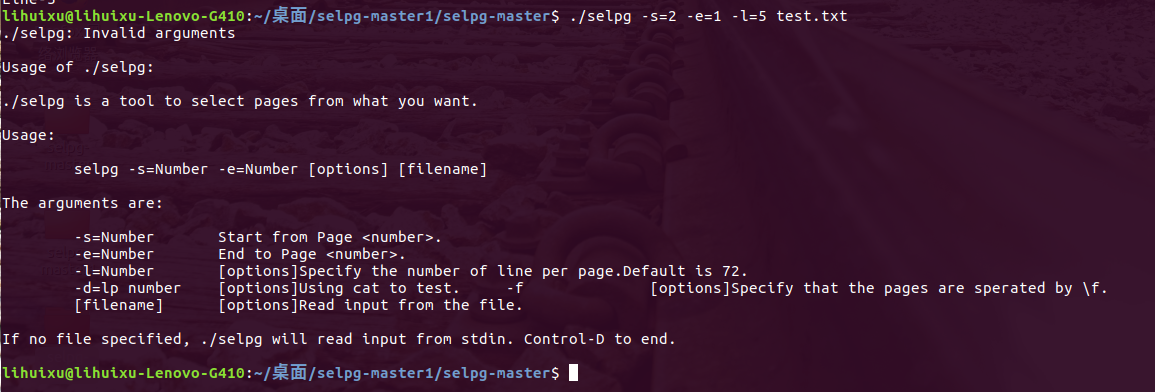 lihuixu@lihuixu-Lenovo-G410:~/桌面/selpg-master1/selpg-master$ ./selpg -s=2 -e=1 -l=5 test.txt
./selpg: Invalid arguments
Usage of ./selpg:
./selpg is a tool to select pages from what you want.
Usage:
selpg -s=Number -e=Number [options] [filename]
The arguments are:
-s=Number Start from Page <number>.
-e=Number End to Page <number>.
-l=Number [options]Specify the number of line per page.Default is 72.
-d=lp number [options]Using cat to test. -f [options]Specify that the pages are sperated by \f.
[filename] [options]Read input from the file.
If no file specified, ./selpg will read input from stdin. Control-D to end.
lihuixu@lihuixu-Lenovo-G410:~/桌面/selpg-master1/selpg-master$